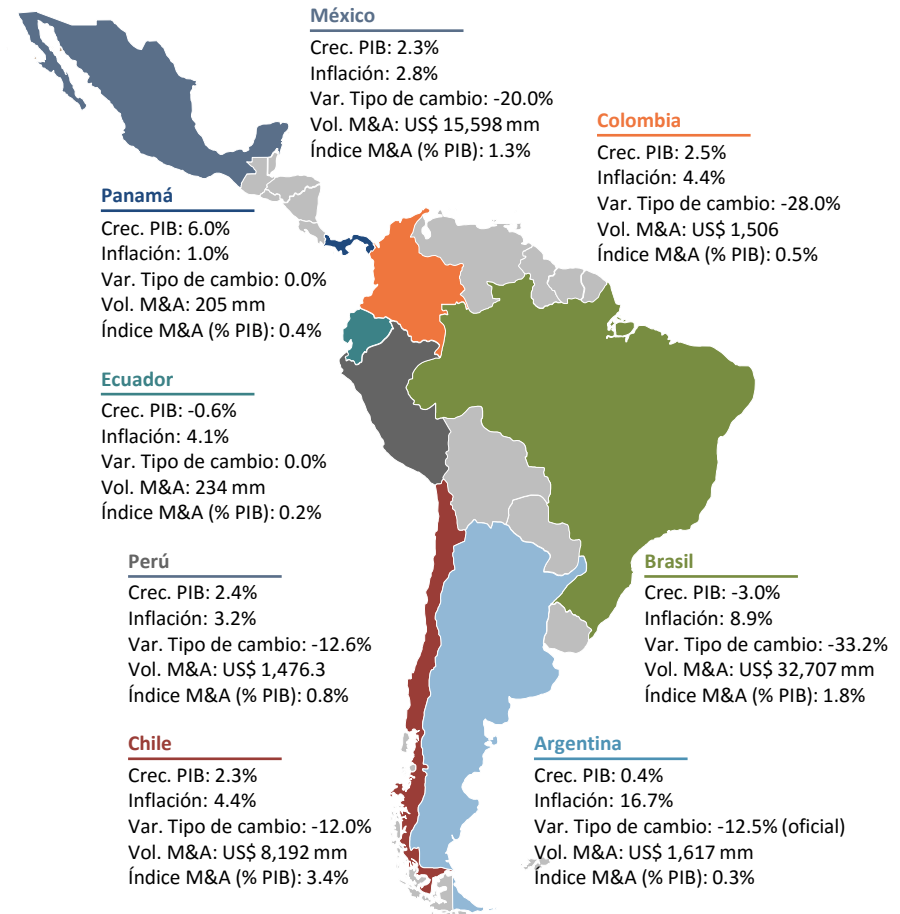 México
Crec. PIB: 2.3%
Inflación: 2.8%
Var. Tipo de cambio: -20.0%
Vol. M&A: US$ 15,598 mm
Índice M&A (% PIB): 1.3%
Colombia
Crec. PIB: 2.5%
Inflación: 4.4%
Var. Tipo de cambio: -28.0%
Vol. M&A: US$ 1,506
Índice M&A (% PIB): 0.5%
Panamá
Crec. PIB: 6.0%
Inflación: 1.0%
Var. Tipo de cambio: 0.0%
Vol. M&A: 205 mm
Índice M&A (% PIB): 0.4%
Ecuador
Crec. PIB: -0.6%
Inflación: 4.1%
Var. Tipo de cambio: 0.0%
Vol. M&A: 234 mm
Índice M&A (% PIB): 0.2%
Perú
Crec. PIB: 2.4%
Inflación: 3.2%
Var. Tipo de cambio: -12.6%
Vol. M&A: US$ 1,476.3
Índice M&A (% PIB): 0.8%
Brasil
Crec. PIB: -3.0%
Inflación: 8.9%
Var. Tipo de cambio: -33.2%
Vol. M&A: US$ 32,707 mm
Índice M&A (% PIB): 1.8%
Chile
Crec. PIB: 2.3%
Inflación: 4.4%
Var. Tipo de cambio: -12.0%
Vol. M&A: US$ 8,192 mm
Índice M&A (% PIB): 3.4%
Argentina
Crec. PIB: 0.4%
Inflación: 16.7%
Var. Tipo de cambio: -12.5% (oficial)
Vol. M&A: US$ 1,617 mm
Índice M&A (% PIB): 0.3%